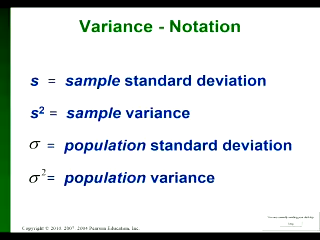 Variance - Notation
s = sample standard deviation
s² = sample variance
σ = population standard deviation
σ² = population variance
Copyright © 2010, 2007, 2004 Pearson Education, Inc.